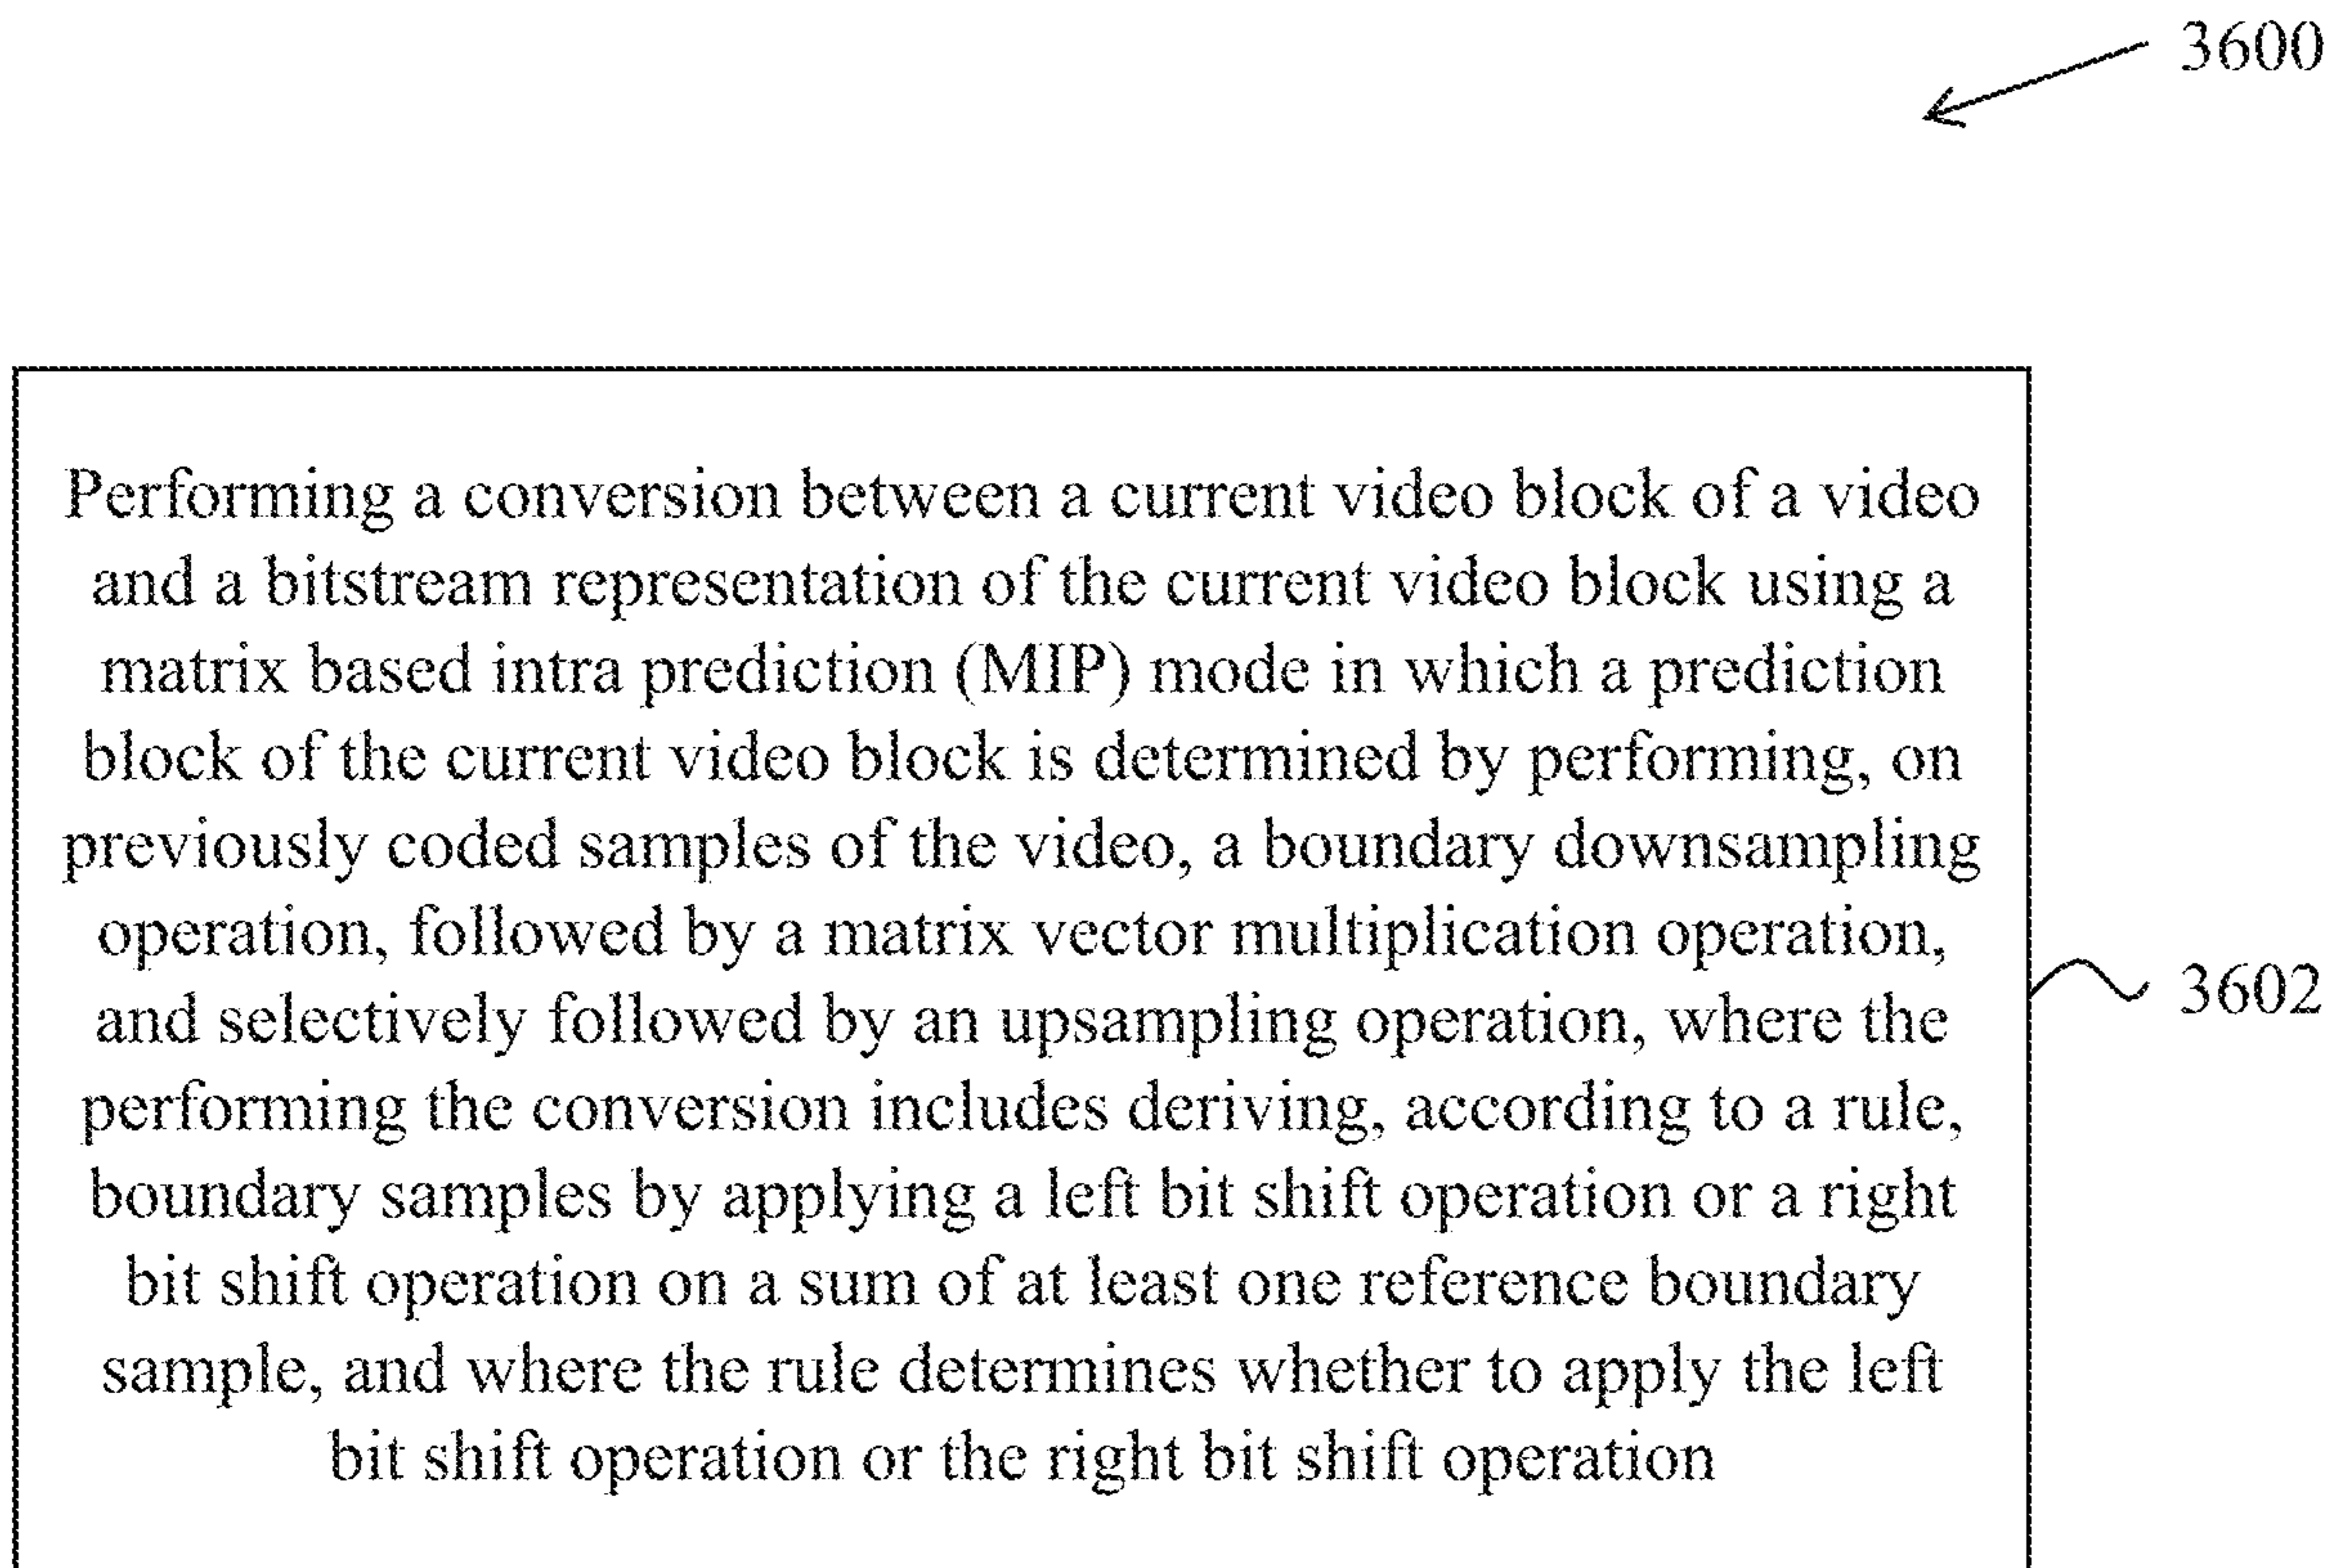 3600
Performing a conversion between a current video block of a video
and a bitstream representation of the current video block using a
matrix based intra prediction (MIP) mode in which a prediction
block of the current video block is determined by performing, on
previously coded samples of the video, a boundary downsampling
operation, followed by a matrix vector multiplication operation,
and selectively followed by an upsampling operation, where the
performing the conversion includes deriving, according to a rule,
boundary samples by applying a left bit shift operation or a right
bit shift operation on a sum of at least one reference boundary
sample, and where the rule determines whether to apply the left
bit shift operation or the right bit shift operation
3602